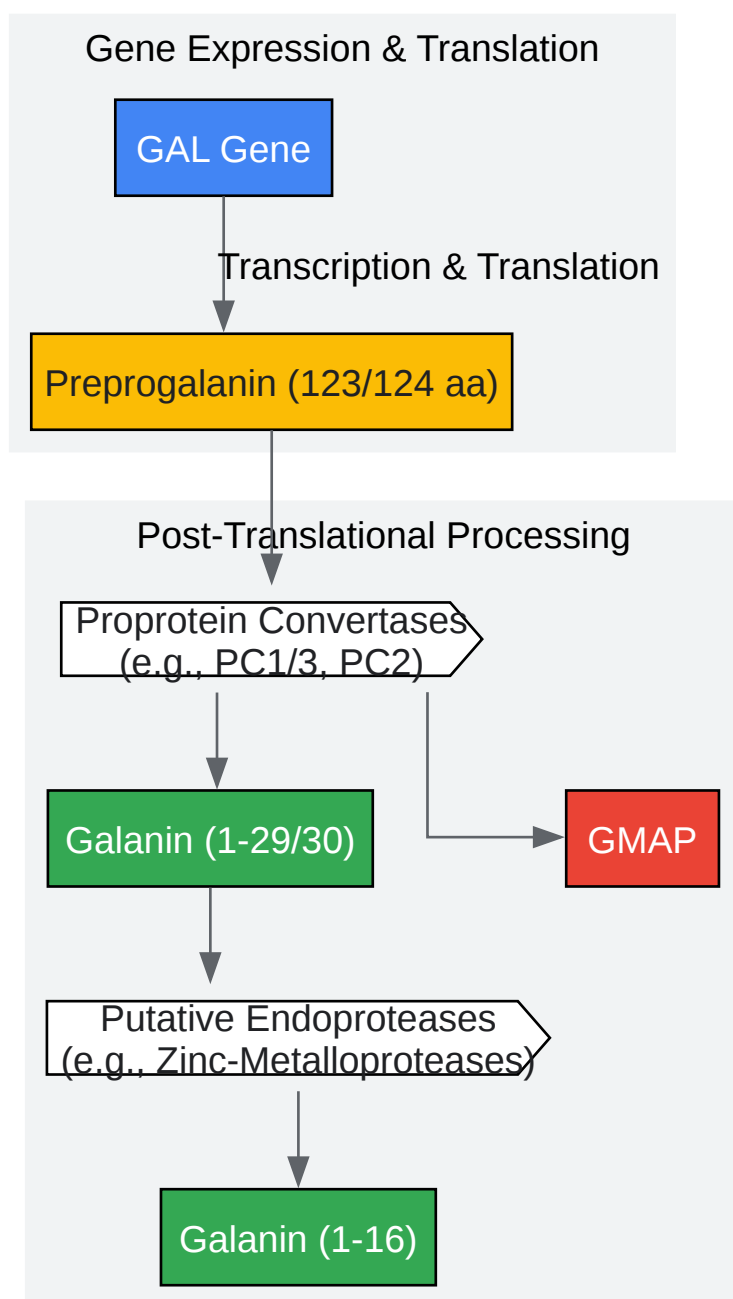 Gene Expression & Translation
GAL Gene
Transcription & Translation
Preprogalanin (123/124 aa)
Post-Translational Processing
Proprotein Convertases
(e.g., PC1/3, PC2)
Galanin (1-29/30)
GMAP
Putative Endoproteases
(e.g., Zinc-Metalloproteases)
Galanin (1-16)